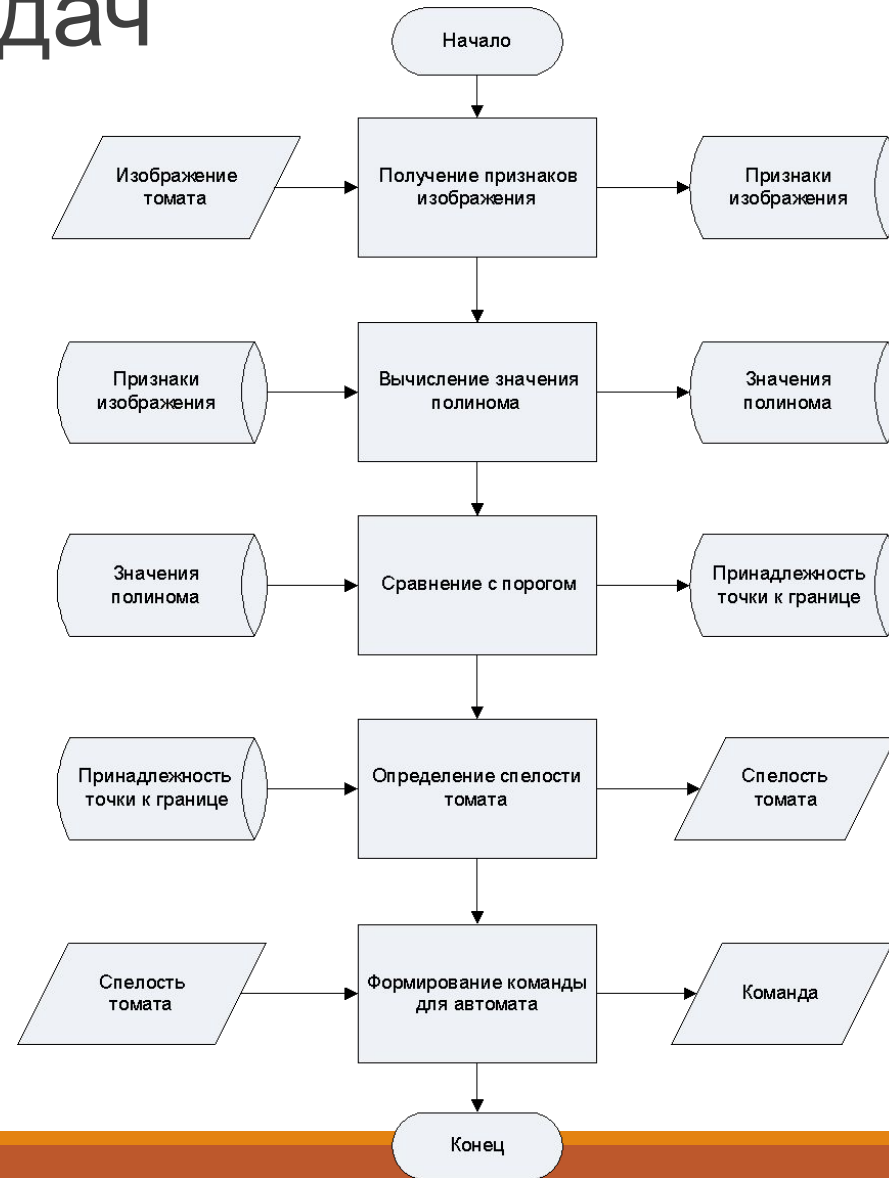 дач
Начало
Изображение
томата
Получение признаков
изображения
Признаки
изображения
Признаки
изображения
Вычисление значения
полинома
Значения
полинома
Значения
полинома
Сравнение с порогом
Принадлежность
точки к границе
Принадлежность
точки к границе
Определение спелости
томата
Спелость
томата
Спелость
томата
Формирование команды
для автомата
Команда
Конец